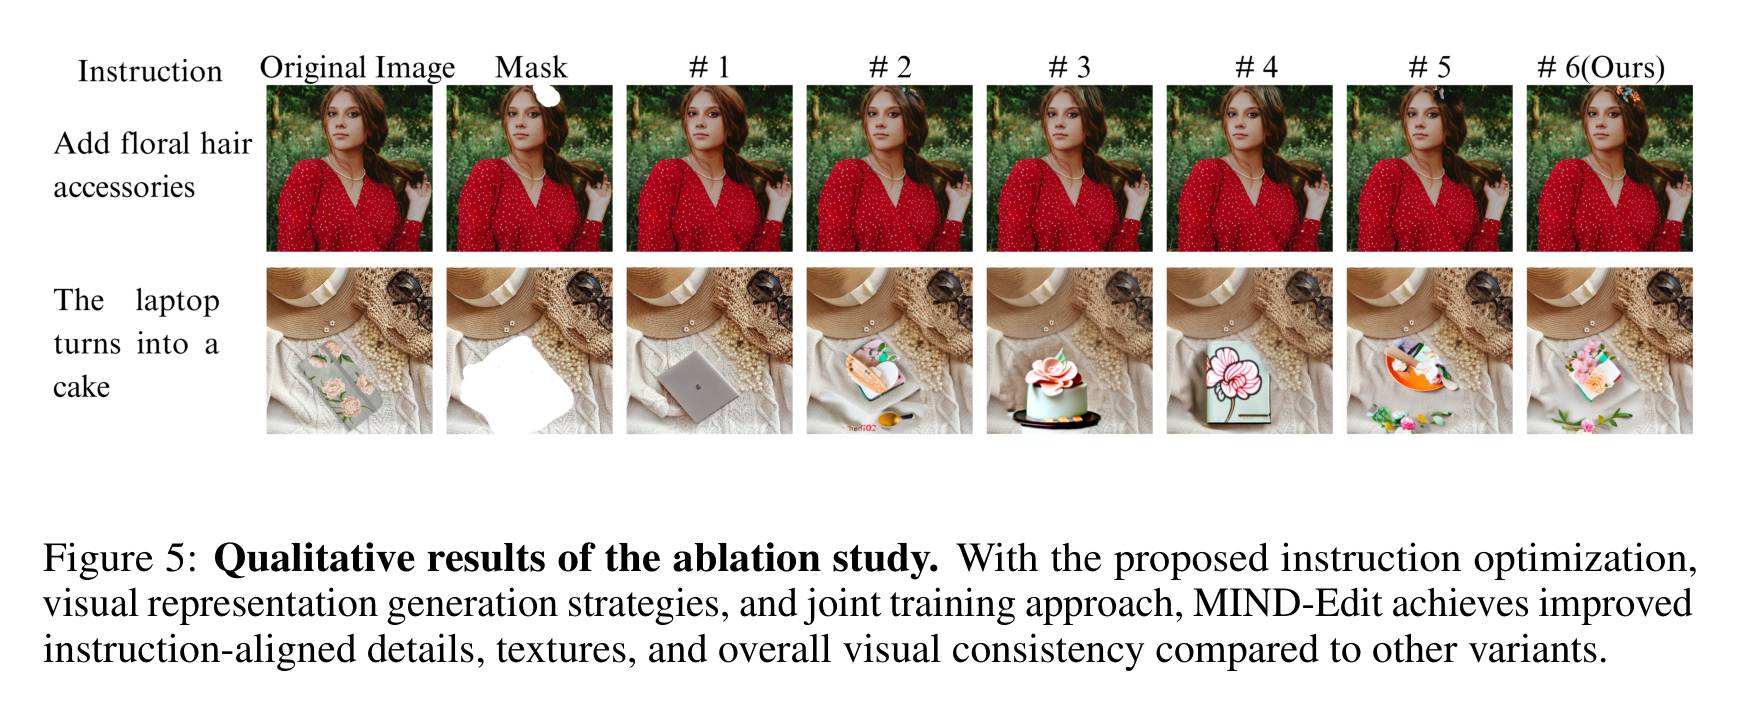 Instruction Original Image Mask # 1 # 2 # 3 # 4 # 5 # 6(Ours)
Add floral hair
accessories
The laptop
turns into a
cake
Figure 5: Qualitative results of the ablation study. With the proposed instruction optimization,
visual representation generation strategies, and joint training approach, MIND-Edit achieves improved
instruction-aligned details, textures, and overall visual consistency compared to other variants.